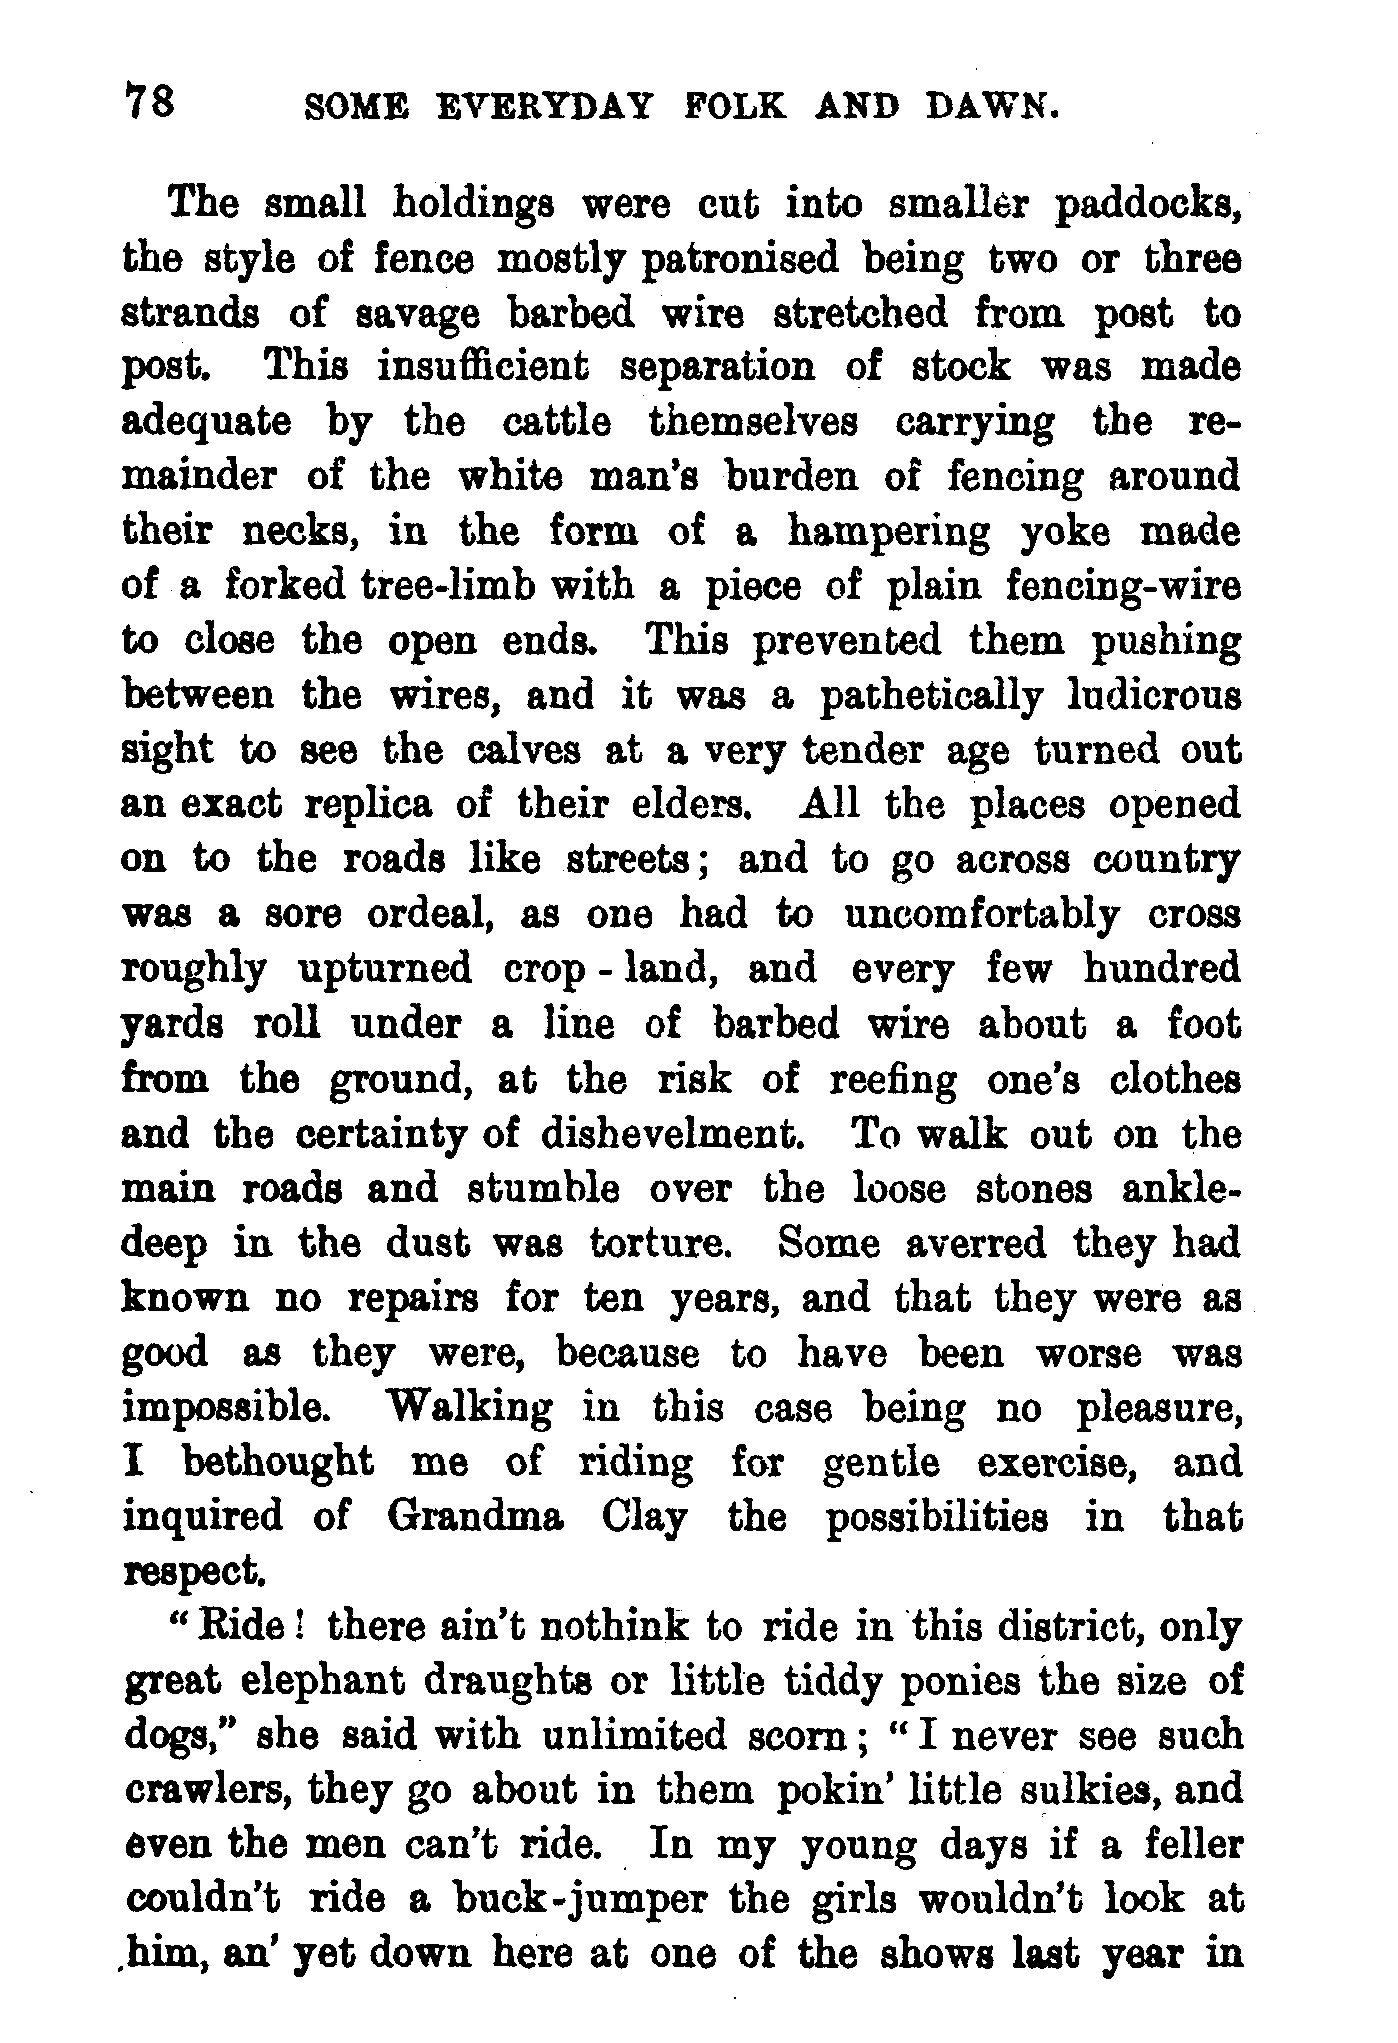 78 SOME EVERYDAY FOLK AND DAWN.
The small holdings were cut into smaller paddocks,
the style of fence mostly patronised being two or three
strands of savage barbed wire stretched from post to
post. This insufficient separation of stock was made
adequate by the cattle themselves carrying the re-
mainder of the white man's burden of fencing around
their necks, in the form of a hampering yoke made
of a forked tree-limb with a piece of plain fencing-wire
to close the open ends. This prevented them pushing
between the wires, and it was a pathetically ludicrous
sight to see the calves at a very tender age turned out
an exact replica of their elders. All the places opened
on to the roads like streets; and to go across country
was a sore ordeal, as one had to uncomfortably cross
roughly upturned crop-land, and every few hundred
yards roll under a line of barbed wire about a foot
from the ground, at the risk of reefing one's clothes
and the certainty of dishevelment. To walk out on the
main roads and stumble over the loose stones ankle-
deep in the dust was torture. Some averred they had
known no repairs for ten years, and that they were as
good as they were, because to have been worse was
impossible. Walking in this case being no pleasure,
I bethought me of riding for gentle exercise, and
inquired of Grandma Clay the possibilities in that
respect.
"Ride! there ain't nothink to ride in this district, only
great elephant draughts or little tiddy ponies the size of
dogs," she said with unlimited scorn; "I never see such
crawlers, they go about in them pokin' little sulkies, and
even the men can't ride. In my young days if a feller
couldn't ride a buck-jumper the girls wouldn't look at
him, an' yet down here at one of the shows last year in